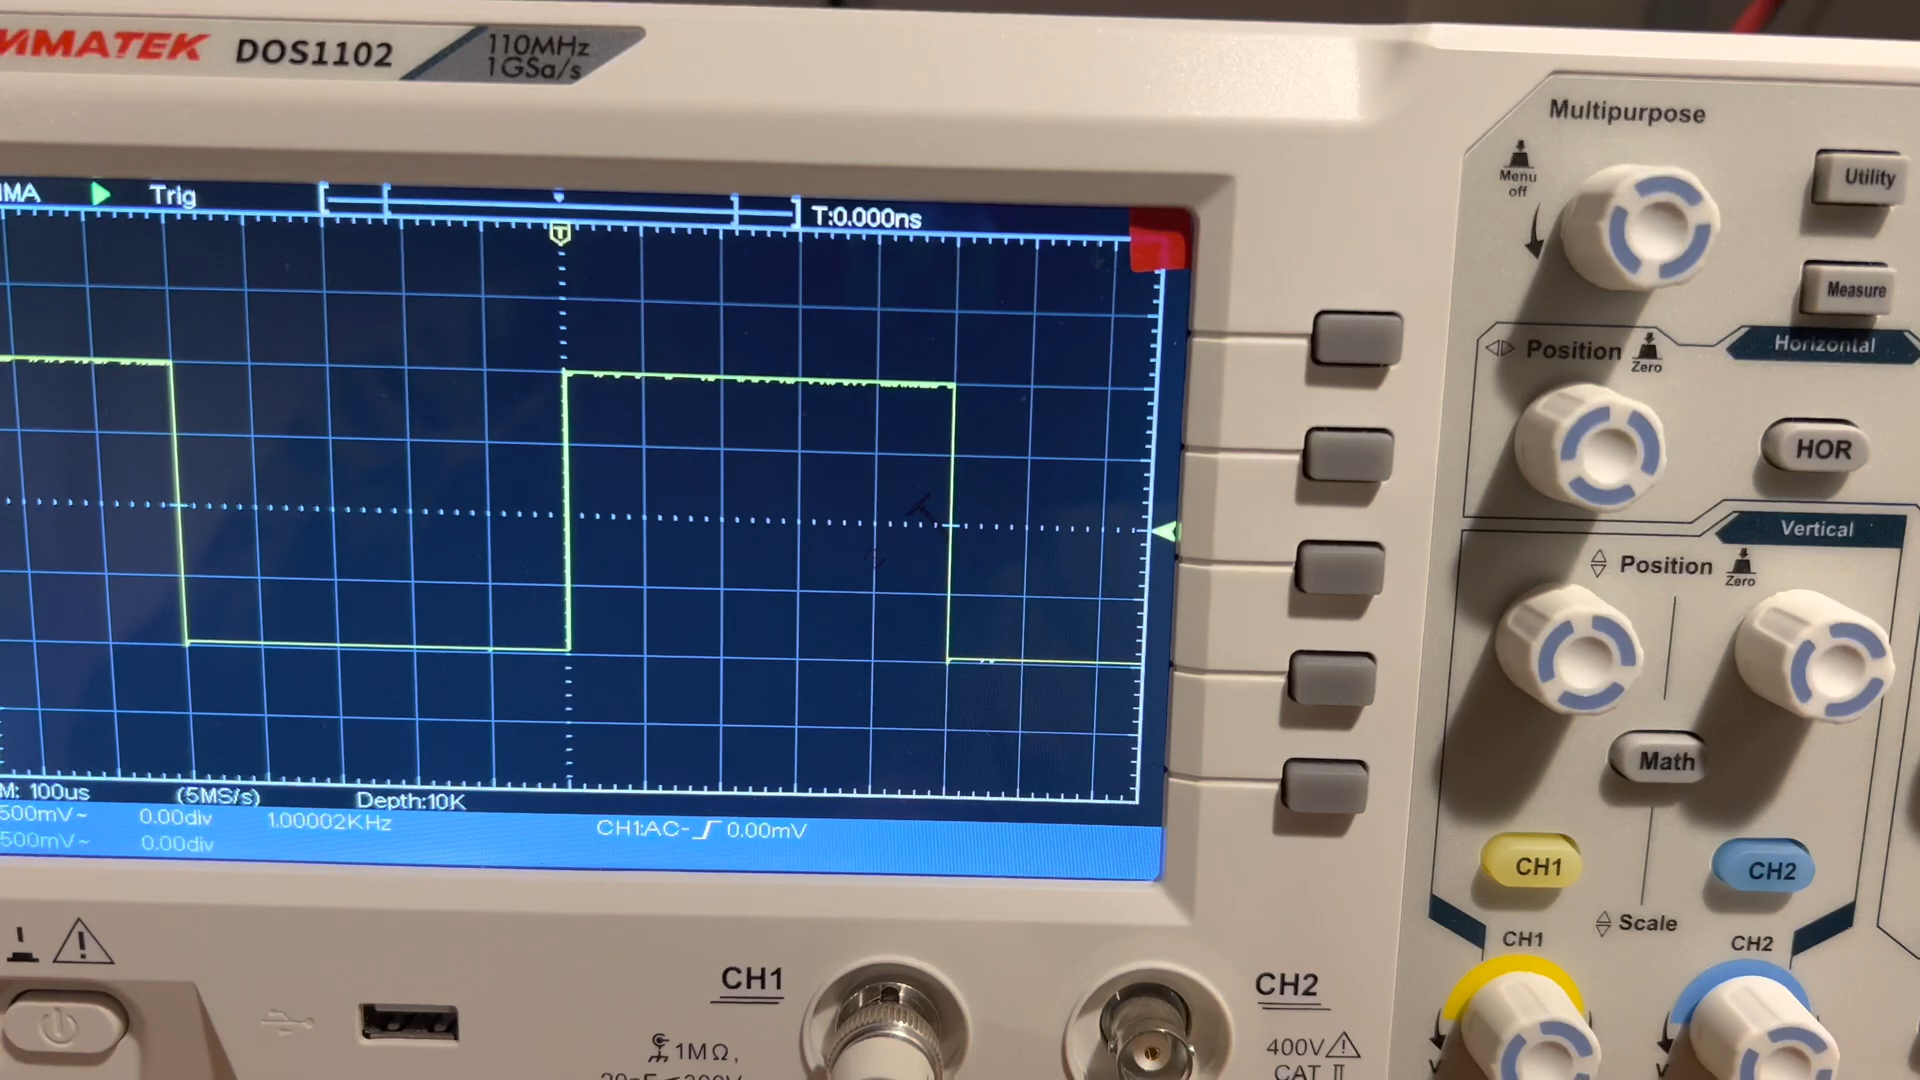 MATEK DOS1102 110MHz
1GSa/s
Multipurpose
Menu
off
Utility
Measure
Trig
T:0.000ns
T
Horizontal
Position
Zero
HOR
Vertical
Position
Zero
Math
M: 100us (5MS/s) Depth:10K
500mV~ 0.00div 1.00002KHz CH1:AC- 0.00mV
500mV~ 0.00div
CH1 CH2
Scale
CH1 CH2
CH1 CH2
1MΩ,
400V
CAT II